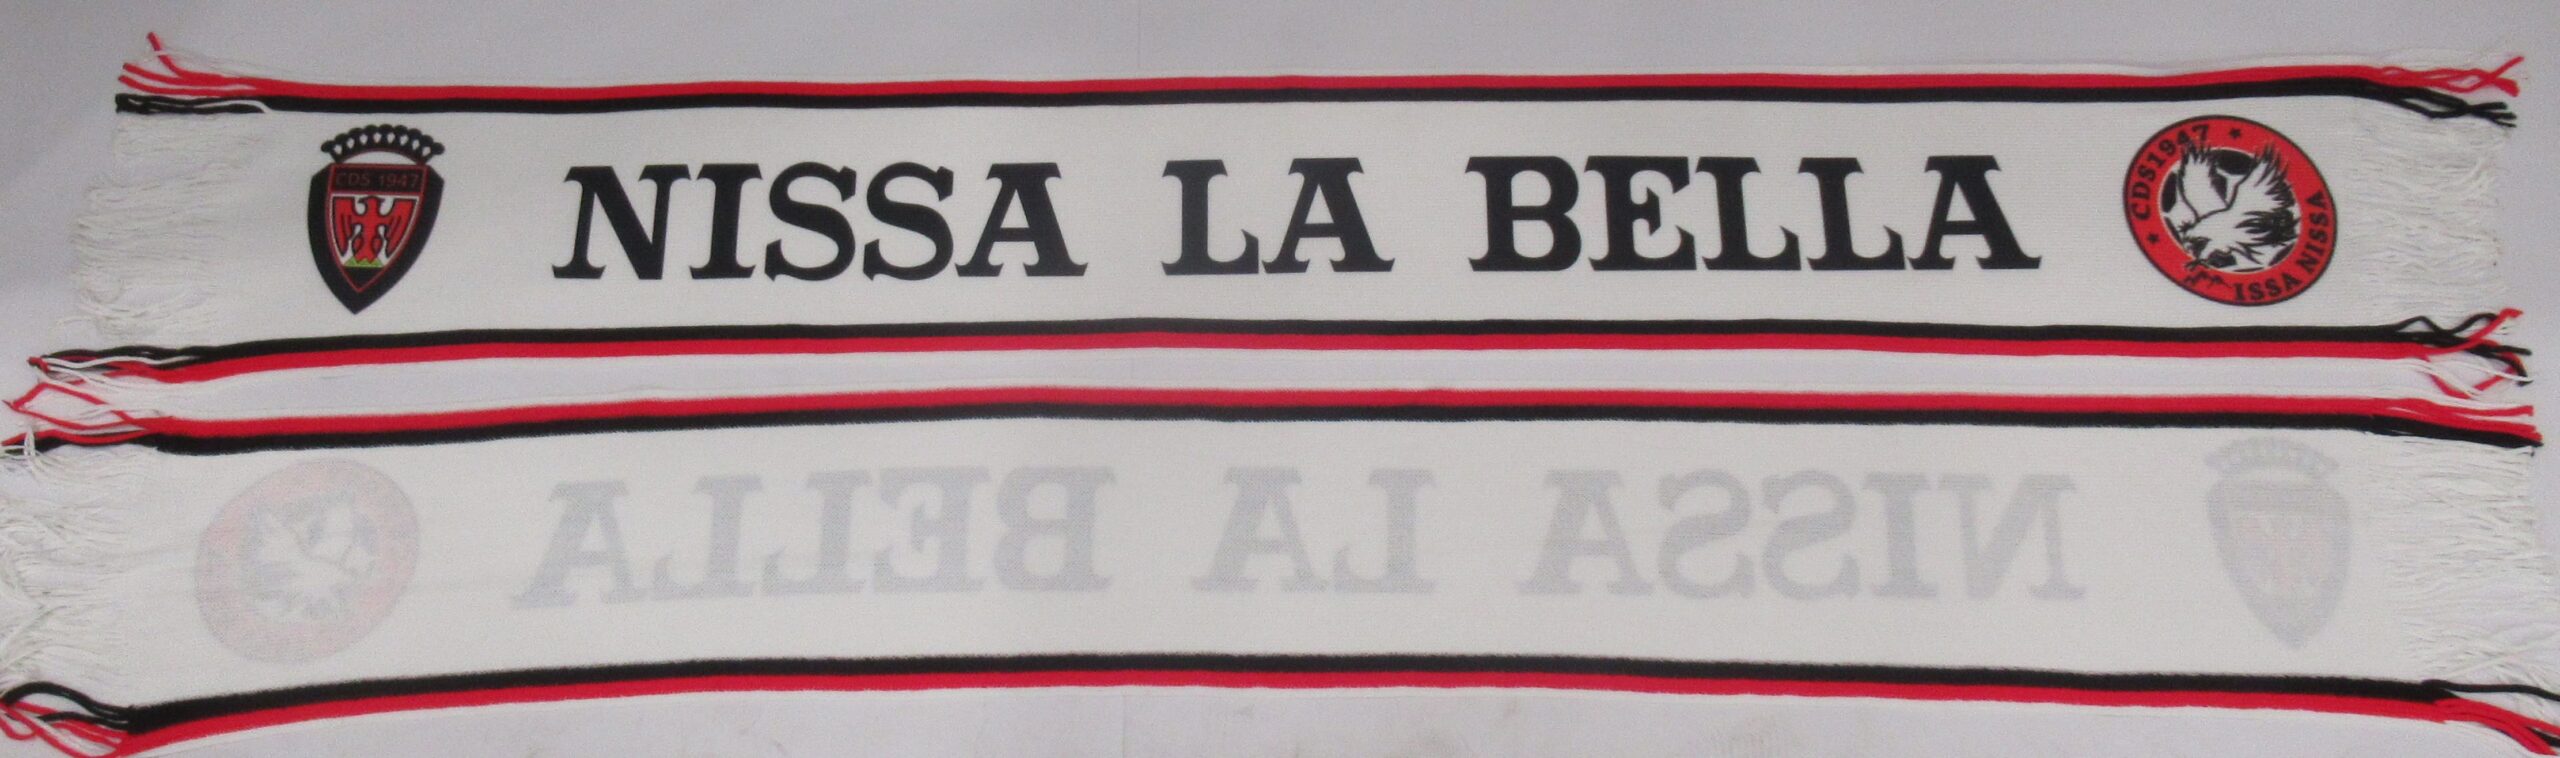 CDS 1947
NISSA LA BELLA
CDS1947
ISSA NISSA
NISSA LA BELLA